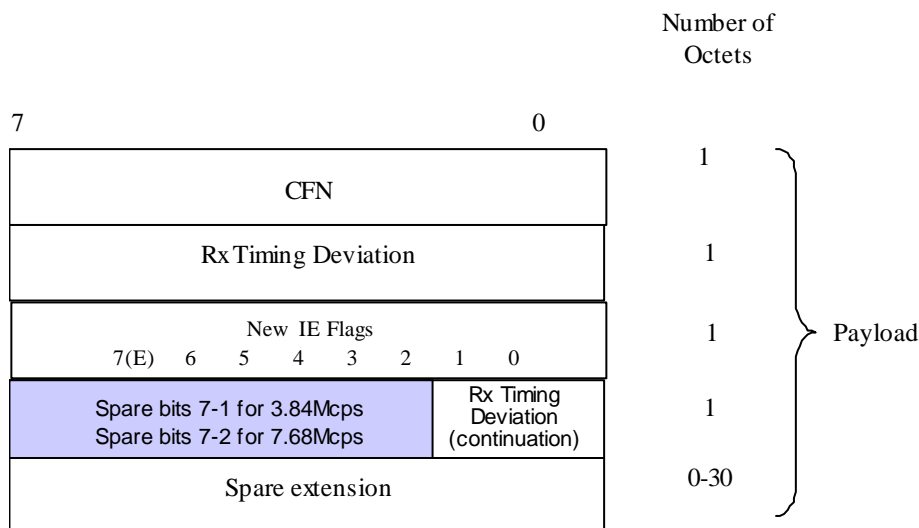 Number of
Octets
7 0
CFN 1
Rx Timing Deviation 1
New IE Flags
7(E) 6 5 4 3 2 1 0
1
Payload
Spare bits 7-1 for 3.84Mcps
Spare bits 7-2 for 7.68Mcps
Rx Timing
Deviation
(continuation)
1
Spare extension 0-30